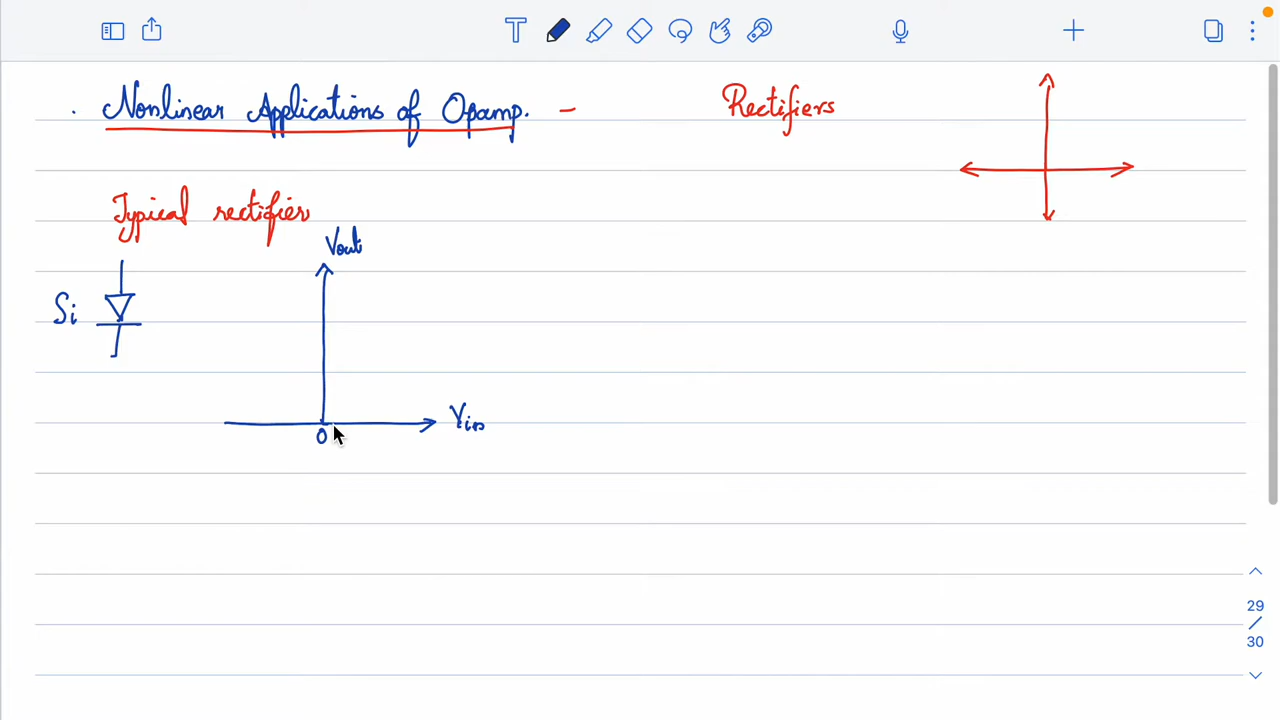 Nonlinear Applications of Opamp. - Rectifiers
Typical rectifier
Vout
Si
Vin
0
29
/
30